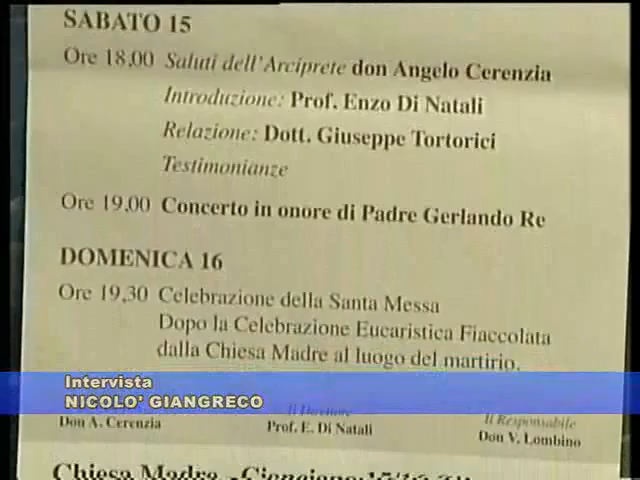 SABATO 15
Ore 18,00 Saluti dell'Arciprete don Angelo Cerenzia
Introduzione: Prof. Enzo Di Natali
Relazione: Dott. Giuseppe Tortorici
Testimonianze
Ore 19,00 Concerto in onore di Padre Gerlando Re
DOMENICA 16
Ore 19,30 Celebrazione della Santa Messa
Dopo la Celebrazione Eucaristica Fiaccolata
dalla Chiesa Madre al luogo del martirio.
Intervista
NICOLO' GIANGRECO
Il Direttore
Il Responsabile
Don A. Cerenzia
Prof. E. Di Natali
Don V. Lombino
Chiesa Madre